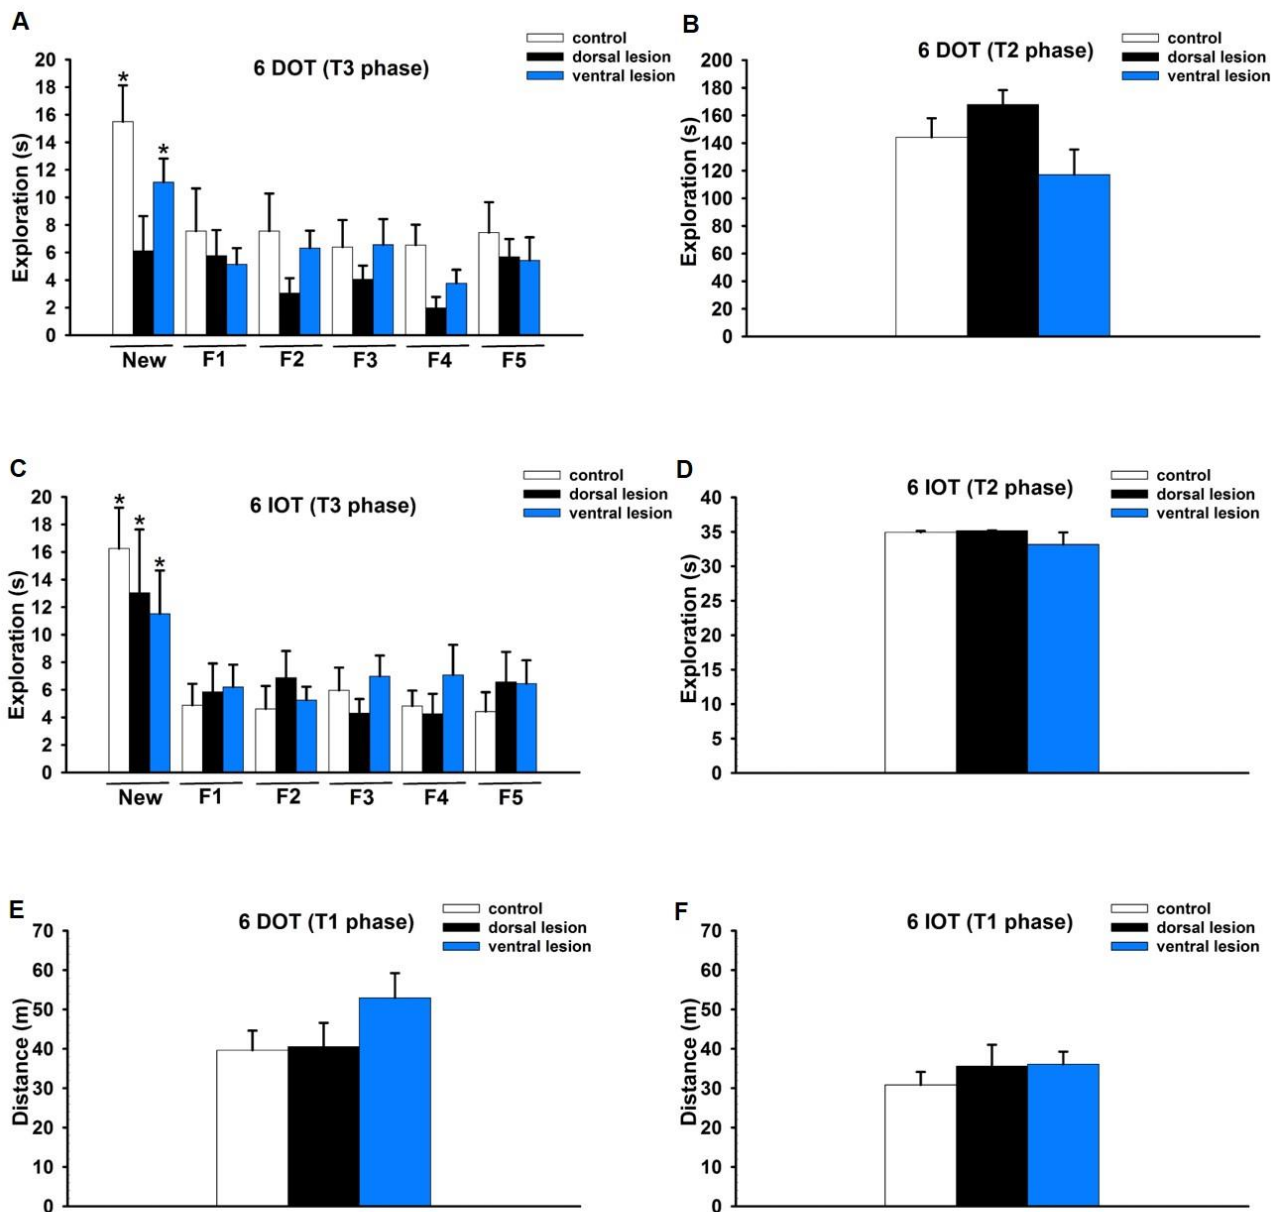 A
6 DOT (T3 phase)
control
dorsal lesion
ventral lesion
Exploration (s)
20
18
16
14
12
10
8
6
4
2
0
* *
New F1 F2 F3 F4 F5
B
6 DOT (T2 phase)
control
dorsal lesion
ventral lesion
Exploration (s)
200
180
160
140
120
100
80
60
40
20
0
C
6 IOT (T3 phase)
control
dorsal lesion
ventral lesion
Exploration (s)
20
18
16
14
12
10
8
6
4
2
0
* * *
New F1 F2 F3 F4 F5
D
6 IOT (T2 phase)
control
dorsal lesion
ventral lesion
Exploration (s)
40
35
30
25
20
15
10
5
0
E
6 DOT (T1 phase)
control
dorsal lesion
ventral lesion
Distance (m)
70
60
50
40
30
20
10
0
F
6 IOT (T1 phase)
control
dorsal lesion
ventral lesion
Distance (m)
70
60
50
40
30
20
10
0